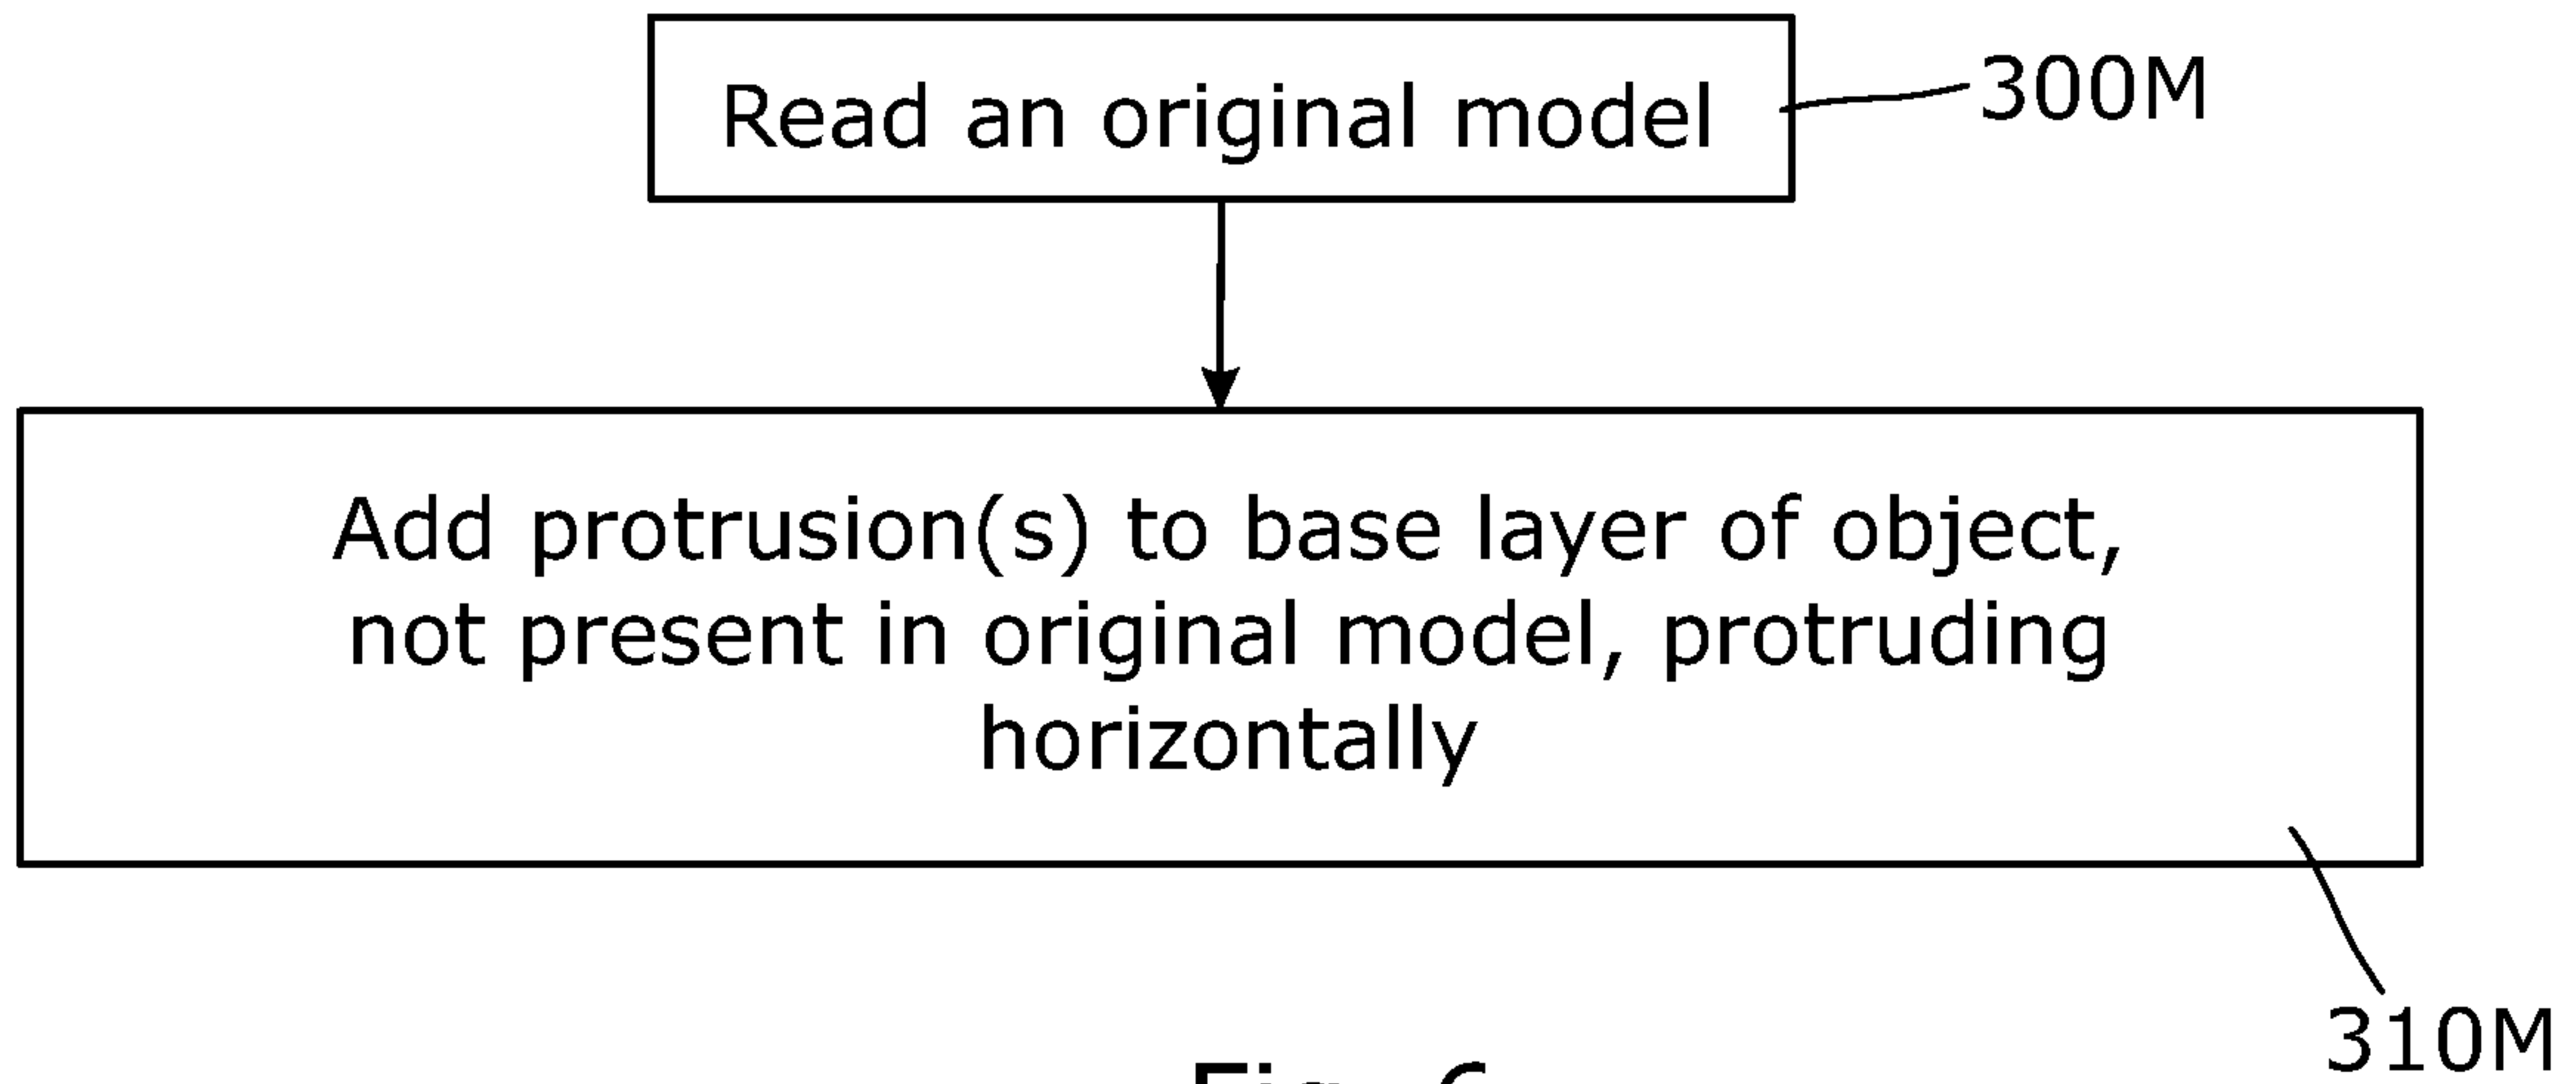 Read an original model
300M
Add protrusion(s) to base layer of object,
not present in original model, protruding
horizontally
310M